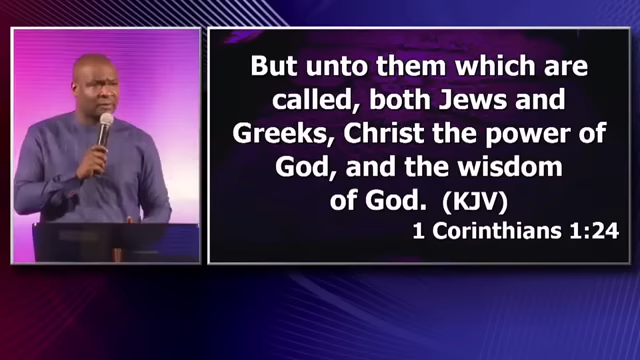 But unto them which are
called, both Jews and
Greeks, Christ the power of
God, and the wisdom
of God. (KJV)
1 Corinthians 1:24